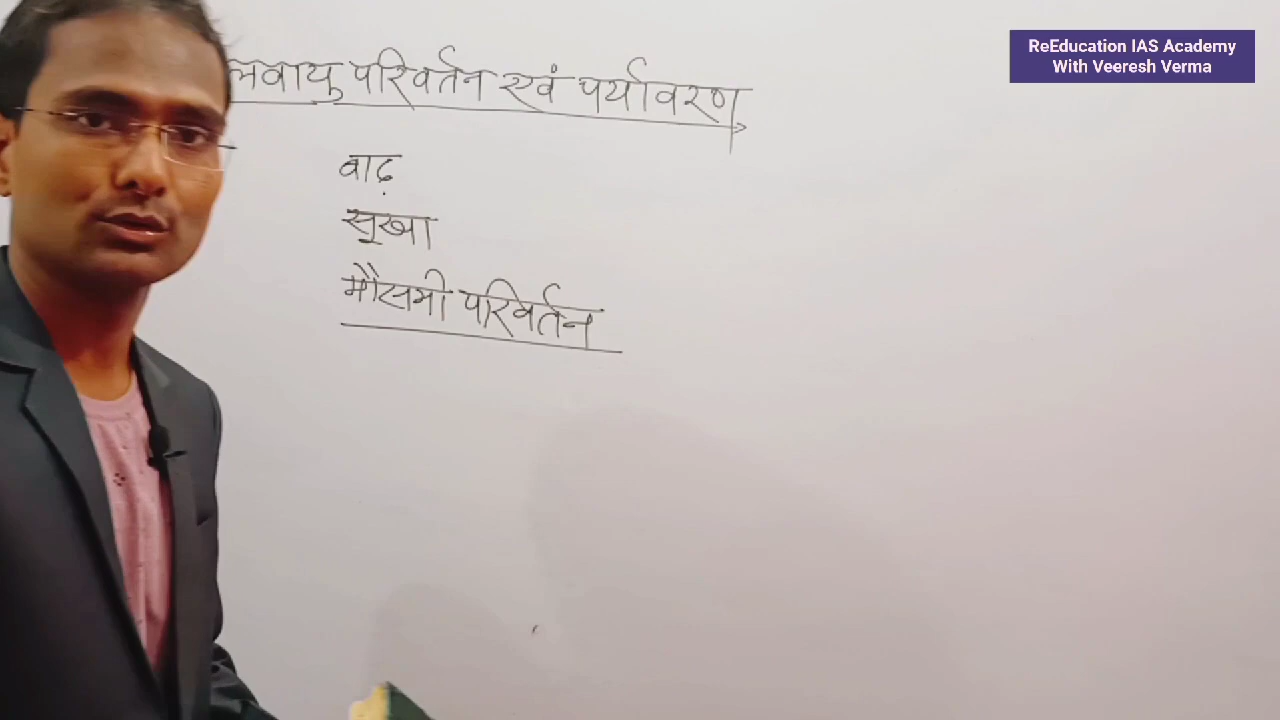 लवायु परिवर्तन एवं पर्यावरण
बाढ़
सूखा
मौसमी परिवर्तन
ReEducation IAS Academy
With Veeresh Verma